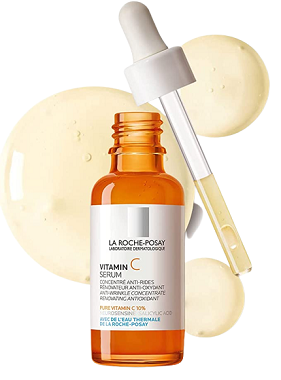 LA ROCHE-POSAY
LABORATOIRE DERMATOLOGIQUE
VITAMIN C
SERUM
CONCENTRÉ ANTI-RIDES
RÉNOVATEUR ANTI-OXYDANT
ANTI-WRINKLE CONCENTRATE
RENOVATING ANTIOXIDANT
PURE VITAMIN C 10%
NEUROSENSINE, SALICYLIC ACID
AVEC DE L'EAU THERMALE
DE LA ROCHE-POSAY